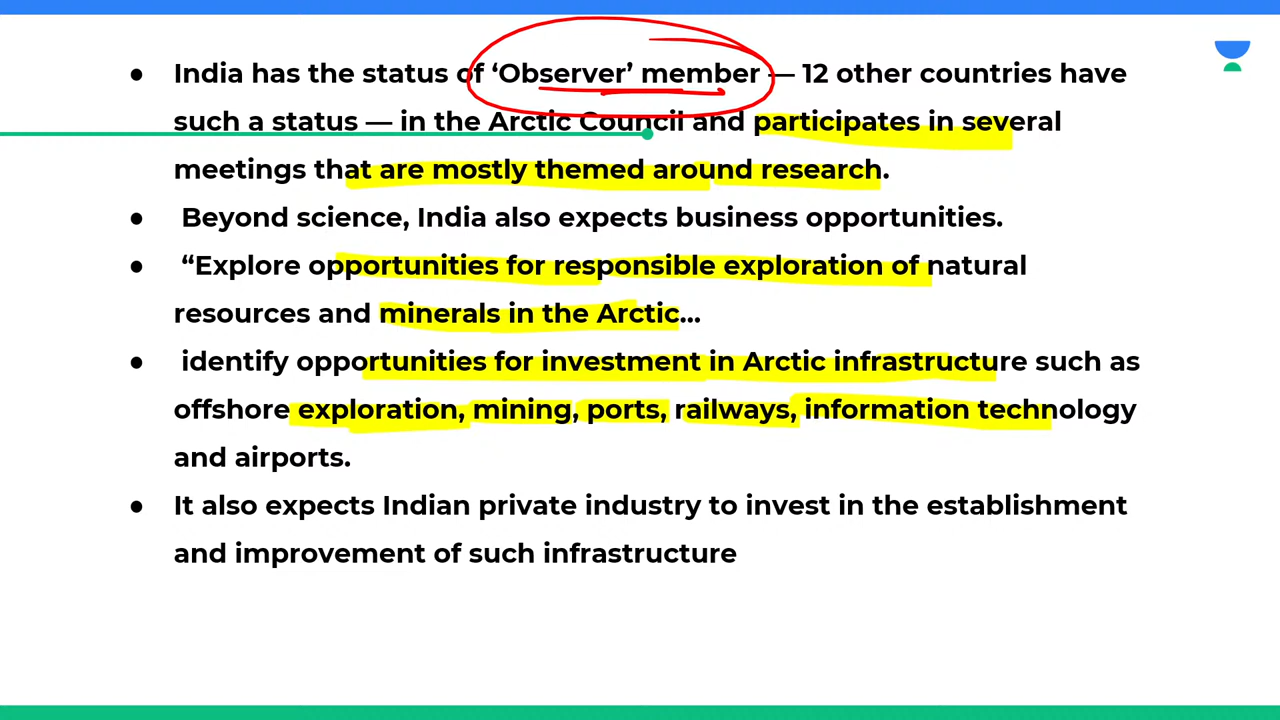 ● India has the status of ‘Observer’ member — 12 other countries have
such a status — in the Arctic Council and participates in several
meetings that are mostly themed around research.
● Beyond science, India also expects business opportunities.
● “Explore opportunities for responsible exploration of natural
resources and minerals in the Arctic…
● identify opportunities for investment in Arctic infrastructure such as
offshore exploration, mining, ports, railways, information technology
and airports.
● It also expects Indian private industry to invest in the establishment
and improvement of such infrastructure